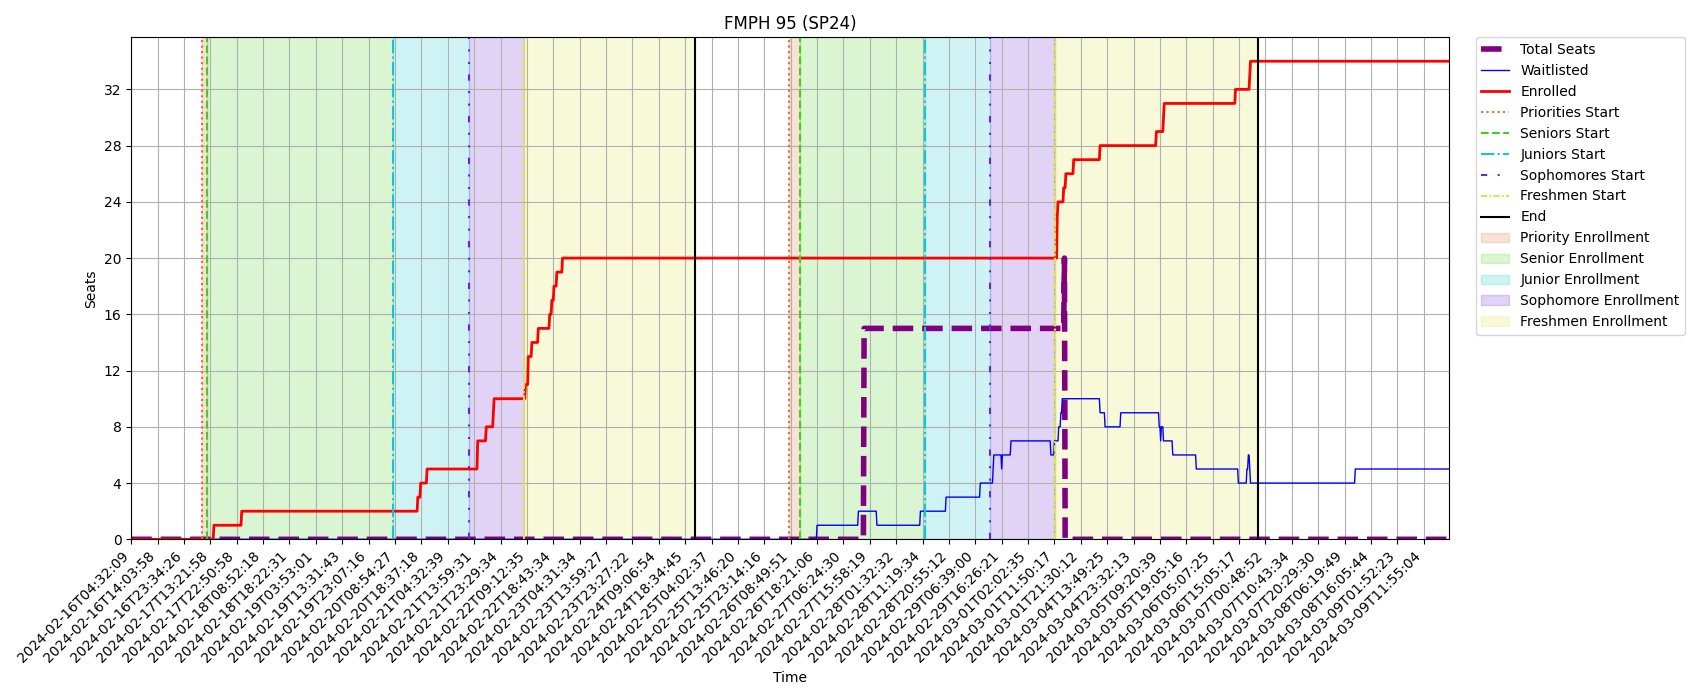 FMPH 95 (SP24)
Seats
32
28
24
20
16
12
8
4
0
2024-02-16T04:32:09
2024-02-16T14:03:58
2024-02-16T23:34:26
2024-02-17T13:21:58
2024-02-17T22:50:58
2024-02-18T08:52:18
2024-02-18T18:22:31
2024-02-19T03:53:01
2024-02-19T13:31:43
2024-02-19T23:07:16
2024-02-20T08:54:27
2024-02-20T18:37:18
2024-02-21T04:32:39
2024-02-21T13:59:31
2024-02-21T23:29:34
2024-02-22T09:12:35
2024-02-22T18:43:34
2024-02-23T04:31:34
2024-02-23T13:59:27
2024-02-23T23:27:22
2024-02-24T09:06:54
2024-02-24T18:34:45
2024-02-25T04:02:37
2024-02-25T13:46:20
2024-02-25T23:14:16
2024-02-26T08:49:51
2024-02-26T18:21:08
2024-02-27T06:24:30
2024-02-27T15:58:19
2024-02-28T01:32:32
2024-02-28T11:19:34
2024-02-28T20:55:12
2024-02-29T06:39:00
2024-02-29T16:26:21
2024-03-01T02:02:35
2024-03-01T11:50:17
2024-03-01T21:30:12
2024-03-04T13:49:25
2024-03-04T23:32:13
2024-03-05T09:20:39
2024-03-05T19:05:16
2024-03-06T05:07:25
2024-03-06T15:05:17
2024-03-07T00:48:52
2024-03-07T10:43:34
2024-03-07T20:29:30
2024-03-08T06:19:49
2024-03-08T16:05:44
2024-03-09T01:52:23
2024-03-09T11:55:04
Time
Total Seats
Waitlisted
Enrolled
Priorities Start
Seniors Start
Juniors Start
Sophomores Start
Freshmen Start
End
Priority Enrollment
Senior Enrollment
Junior Enrollment
Sophomore Enrollment
Freshmen Enrollment